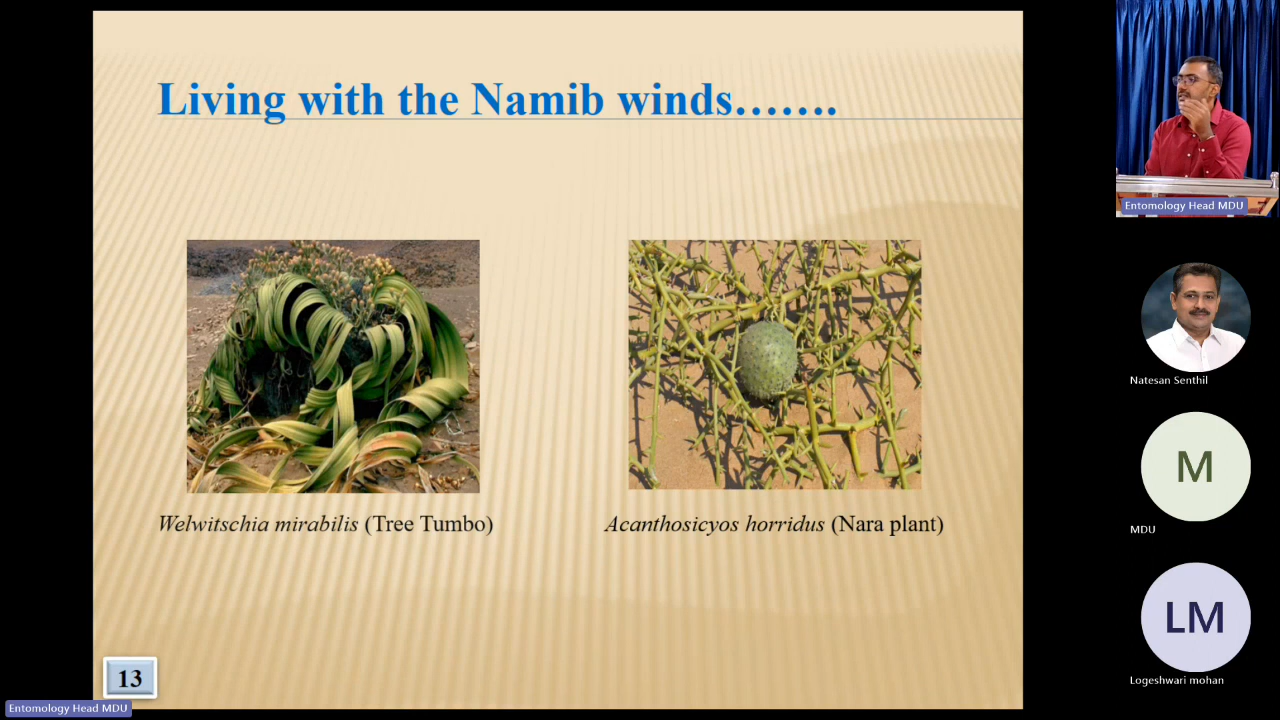 Living with the Namib winds…….
Welwitschia mirabilis (Tree Tumbo)
Acanthosicyos horridus (Nara plant)
13
Entomology Head MDU
Entomology Head MDU
Natesan Senthil
M
MDU
LM
Logeshwari mohan